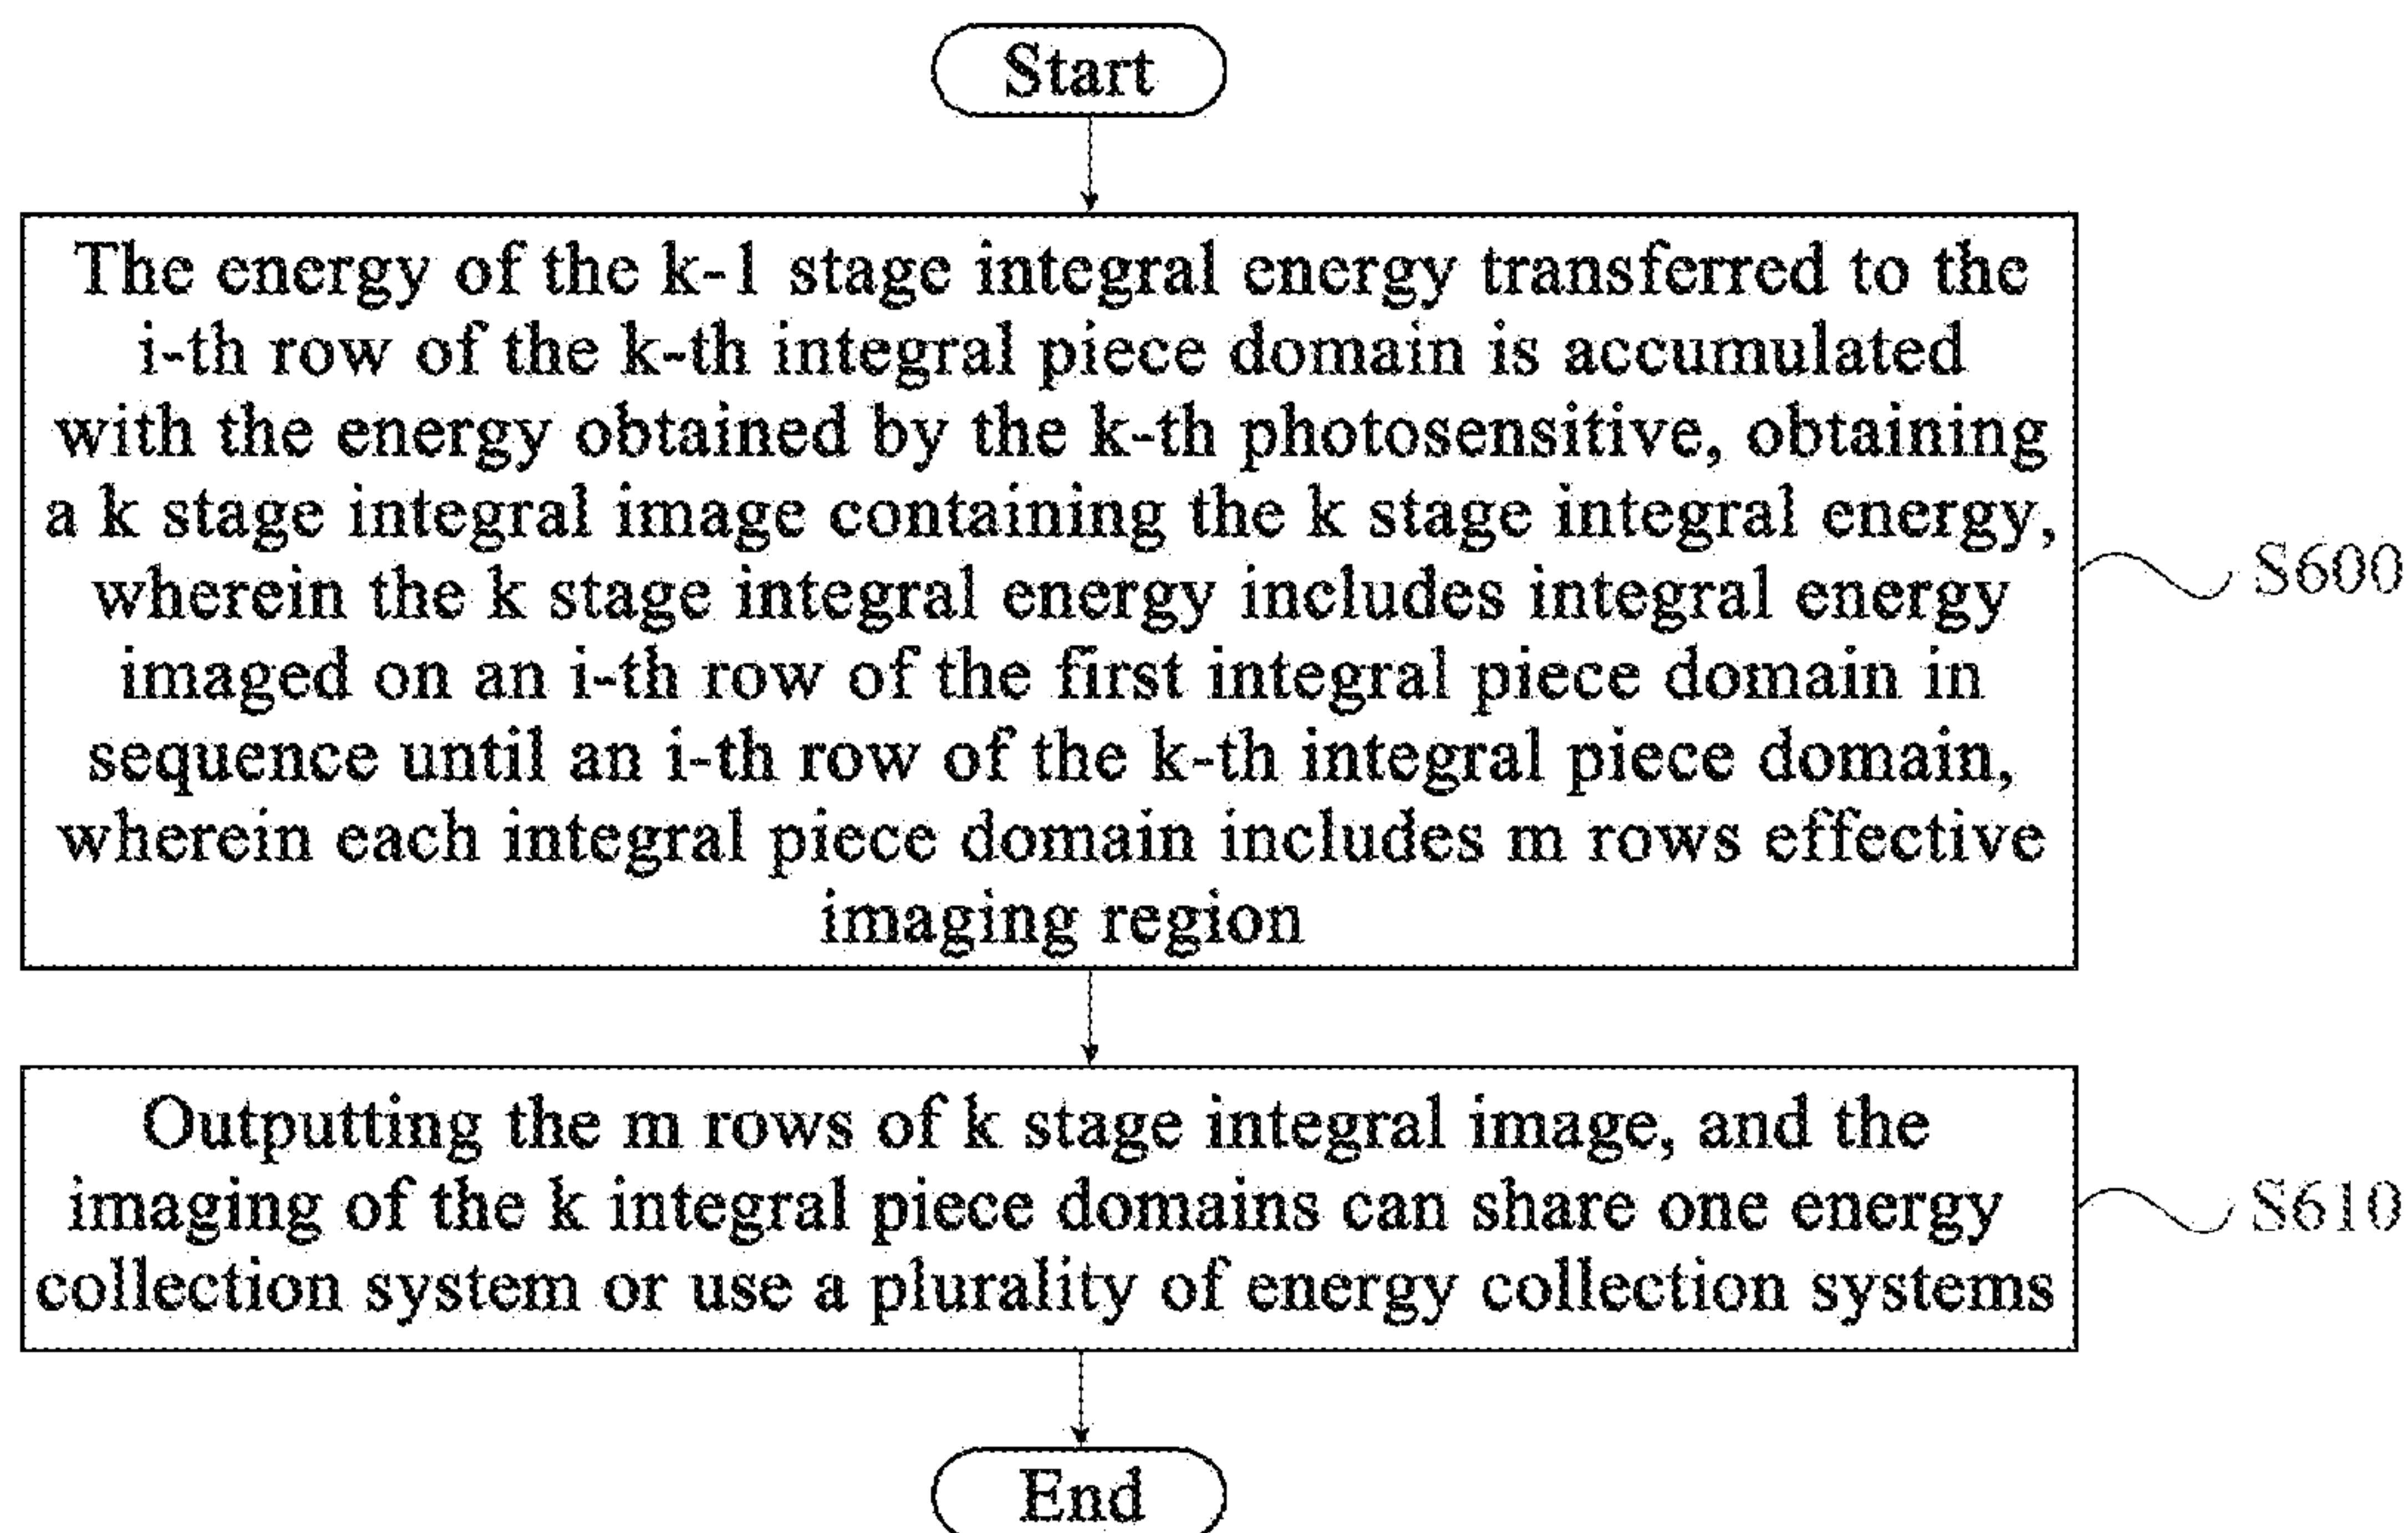 Start
The energy of the k-1 stage integral energy transferred to the
i-th row of the k-th integral piece domain is accumulated
with the energy obtained by the k-th photosensitive, obtaining
a k stage integral image containing the k stage integral energy,
wherein the k stage integral energy includes integral energy
imaged on an i-th row of the first integral piece domain in
sequence until an i-th row of the k-th integral piece domain,
wherein each integral piece domain includes m rows effective
imaging region
S600
Outputting the m rows of k stage integral image, and the
imaging of the k integral piece domains can share one energy
collection system or use a plurality of energy collection systems
S610
End